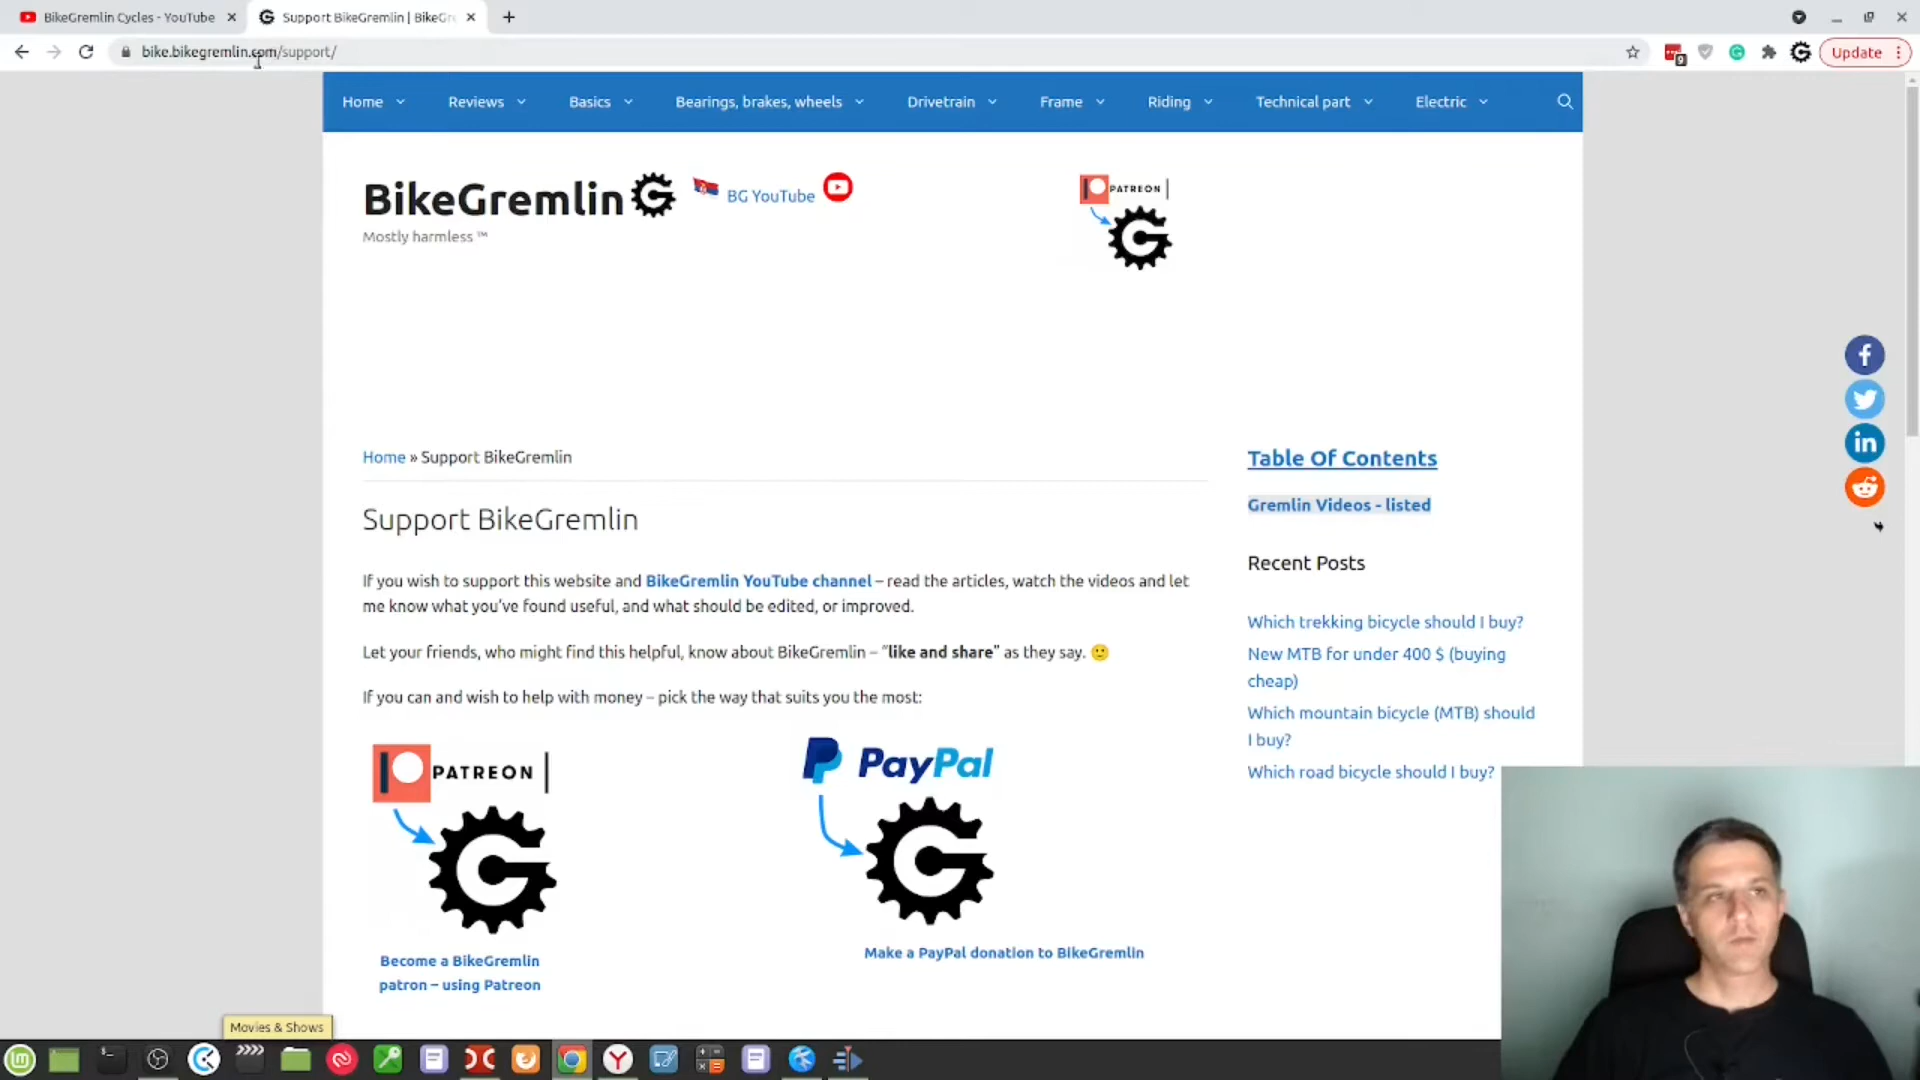 BikeGremlin Cycles - YouTube
Support BikeGremlin | BikeGr
bike.bikegremlin.com/support/
9
Update
Home
Reviews
Basics
Bearings, brakes, wheels
Drivetrain
Frame
Riding
Technical part
Electric
BikeGremlin
BG YouTube
PATREON
Mostly harmless ™
Home » Support BikeGremlin
Support BikeGremlin
If you wish to support this website and BikeGremlin YouTube channel – read the articles, watch the videos and let
me know what you've found useful, and what should be edited, or improved.
Let your friends, who might find this helpful, know about BikeGremlin – “like and share” as they say. 🙂
If you can and wish to help with money – pick the way that suits you the most:
PATREON
PayPal
Become a BikeGremlin
patron – using Patreon
Make a PayPal donation to BikeGremlin
Table Of Contents
Gremlin Videos - listed
Recent Posts
Which trekking bicycle should I buy?
New MTB for under 400 $ (buying
cheap)
Which mountain bicycle (MTB) should
I buy?
Which road bicycle should I buy?
Movies & Shows